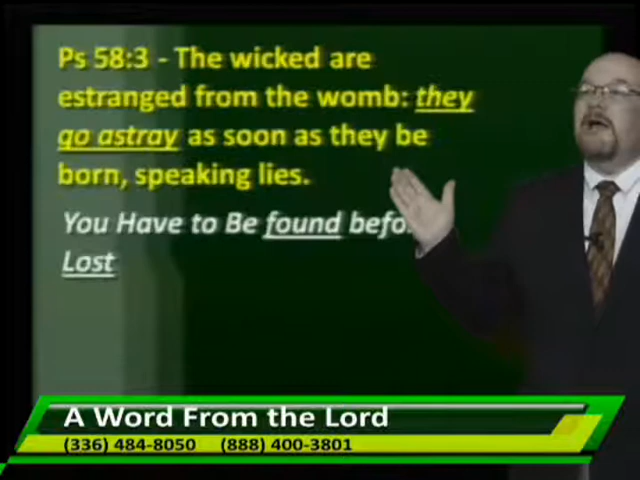 Ps 58:3 - The wicked are
estranged from the womb: they
go astray as soon as they be
born, speaking lies.
You Have to Be found befo
Lost
A Word From the Lord
(336) 484-8050 (888) 400-3801